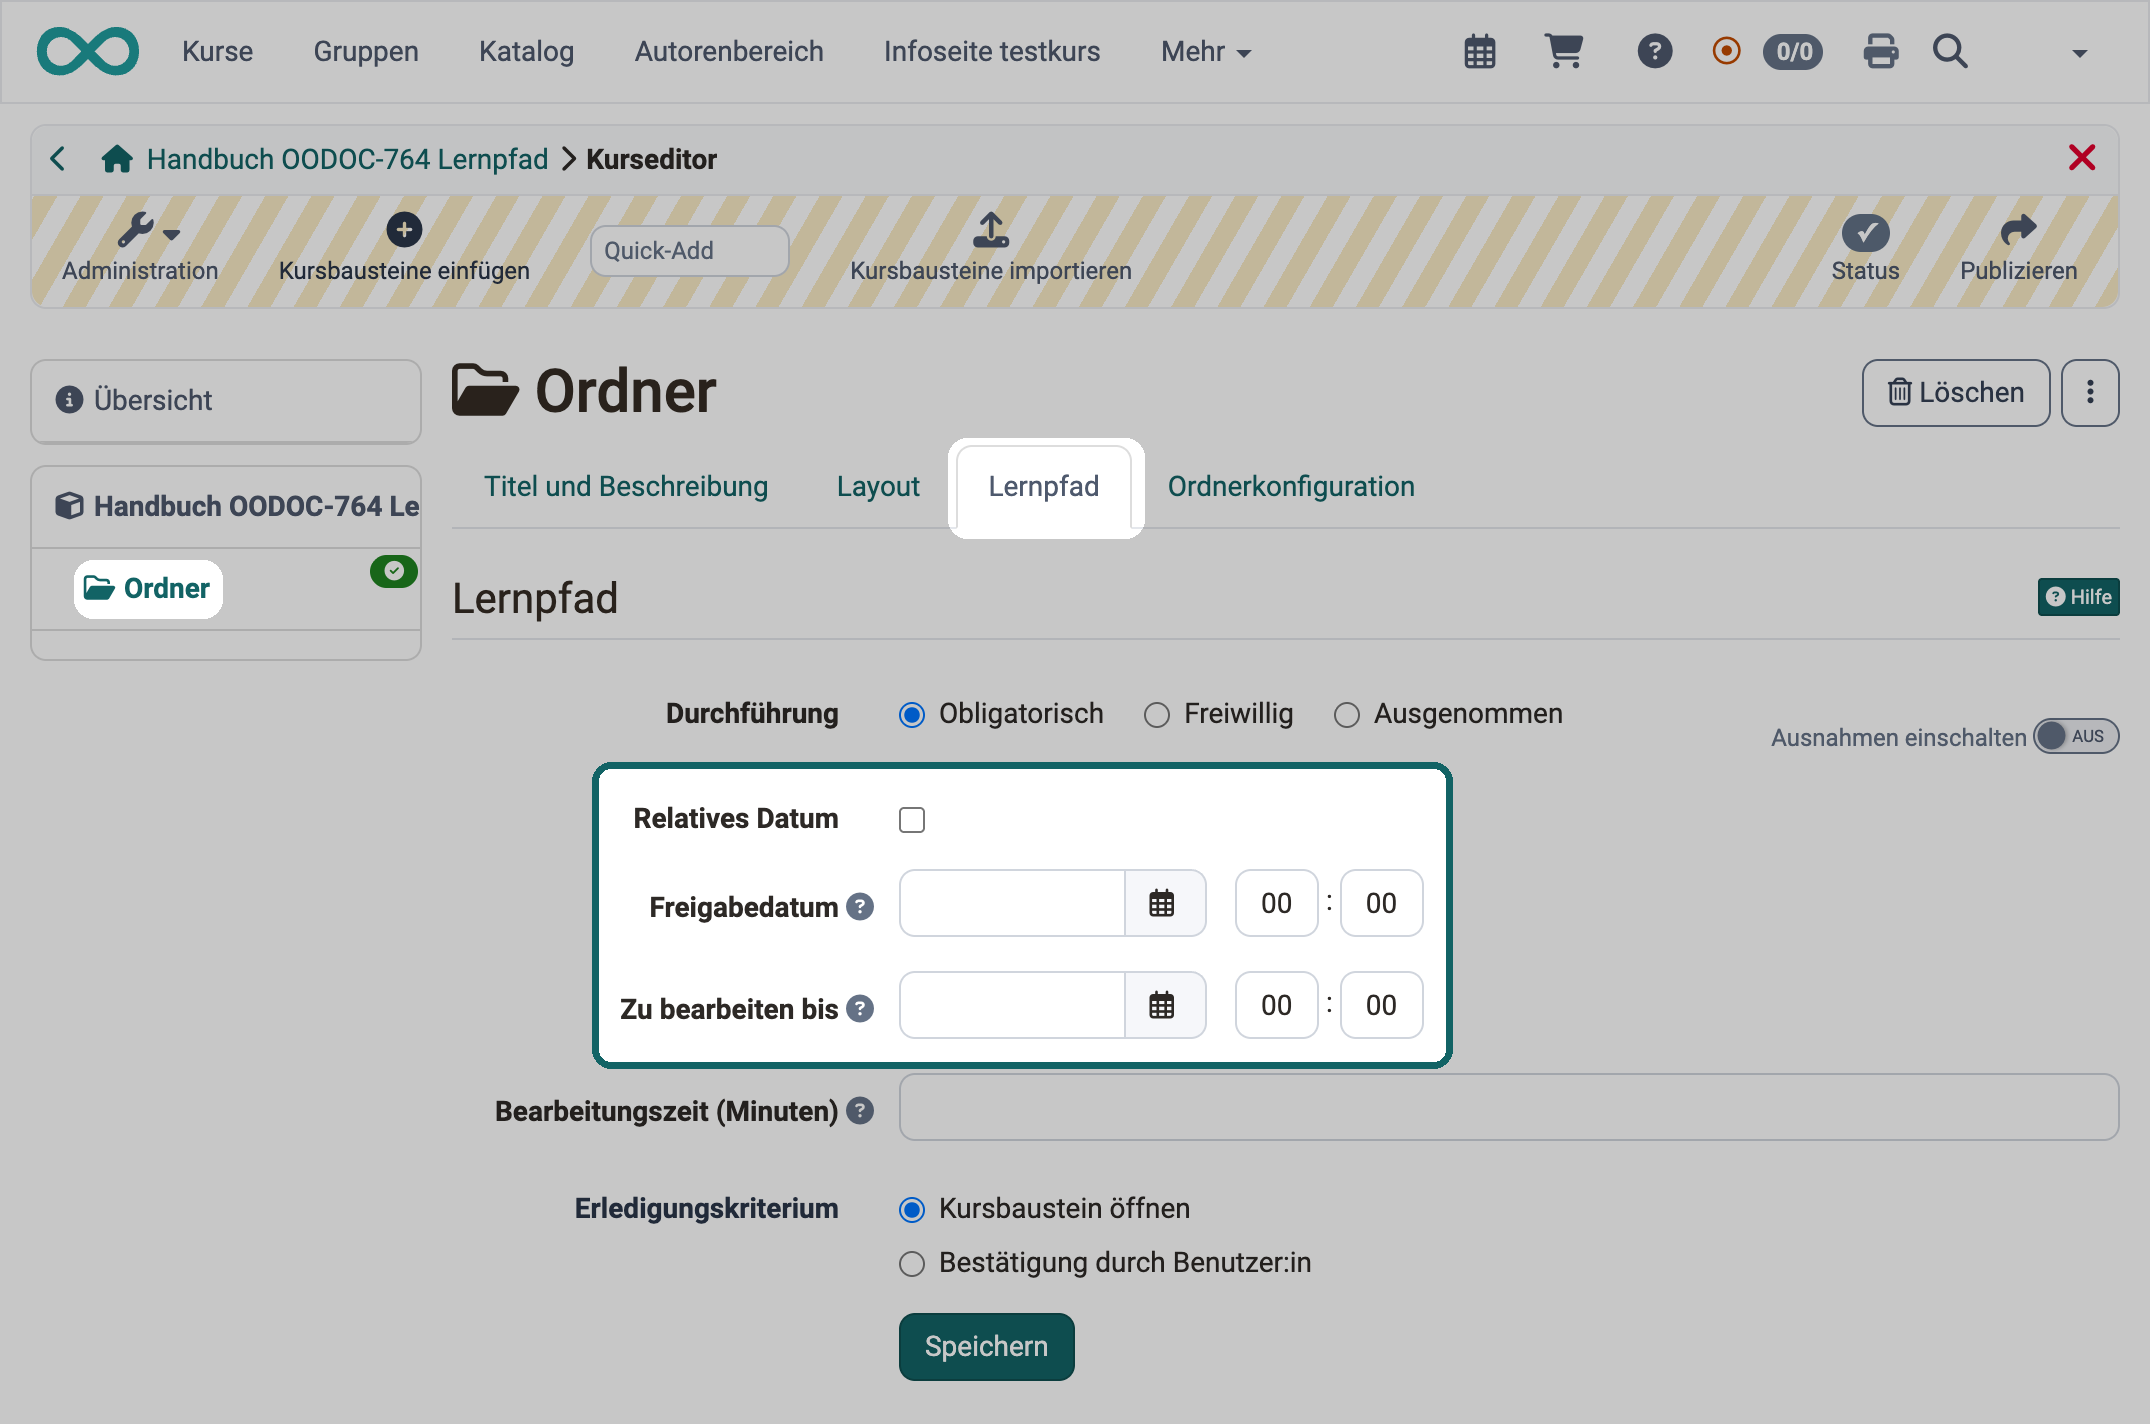 Kurse Gruppen Katalog Autorenbereich Infoseite testkurs Mehr 0/0
Handbuch OODOC-764 Lernpfad Kurseditor
Administration Kursbausteine einfügen Quick-Add Kursbausteine importieren Status Publizieren
Übersicht
Handbuch OODOC-764 Le
Ordner
Ordner
Löschen
Titel und Beschreibung Layout Lernpfad Ordnerkonfiguration
Lernpfad
Hilfe
Durchführung Obligatorisch Freiwillig Ausgenommen
Ausnahmen einschalten AUS
Relatives Datum
Freigabedatum 00 : 00
Zu bearbeiten bis 00 : 00
Bearbeitungszeit (Minuten)
Erledigungskriterium Kursbaustein öffnen
Bestätigung durch Benutzer:in
Speichern